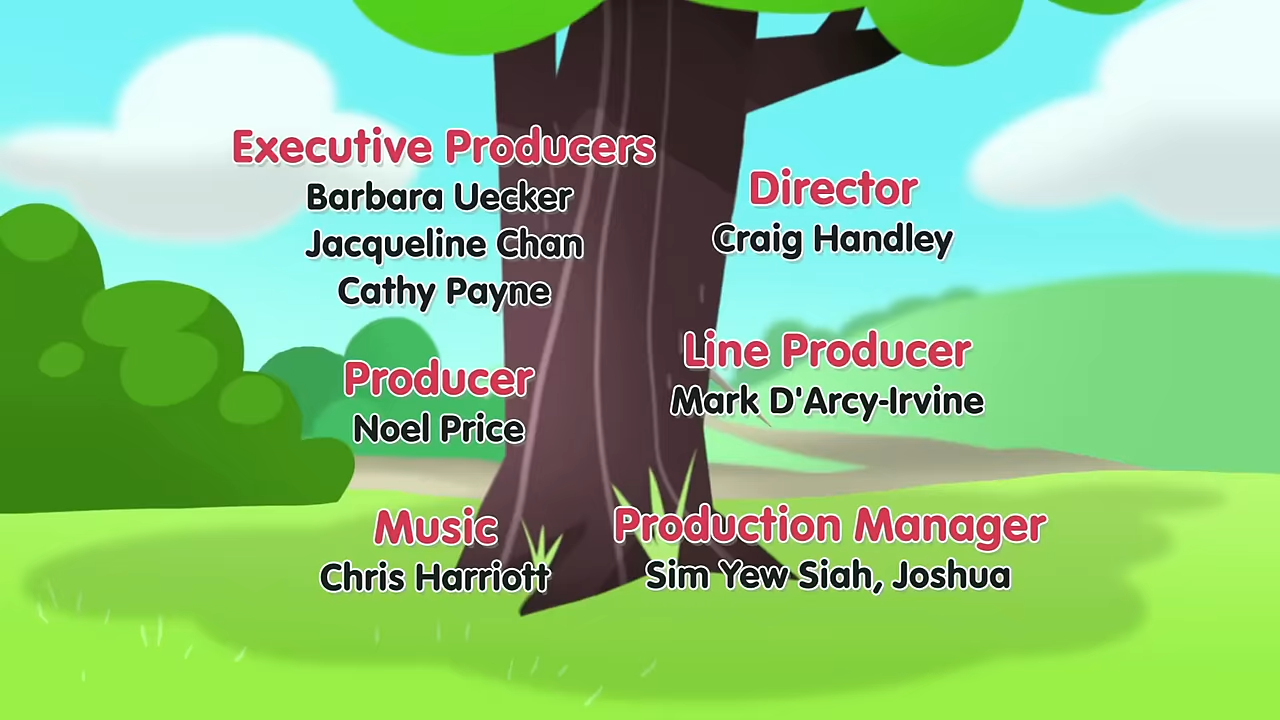 Executive Producers
Barbara Uecker
Jacqueline Chan
Cathy Payne
Producer
Noel Price
Music
Chris Harriott
Director
Craig Handley
Line Producer
Mark D'Arcy-Irvine
Production Manager
Sim Yew Siah, Joshua